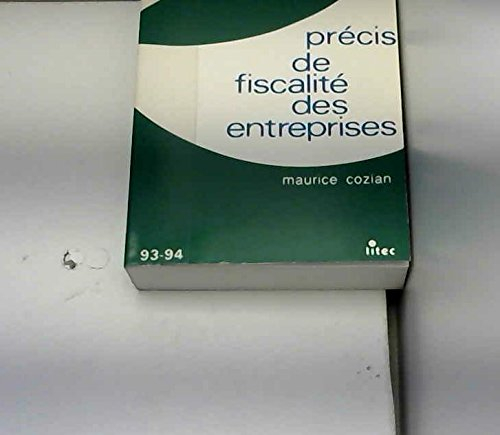 précis
de
fiscalité
des
entreprises
maurice cozian
93-94
litec